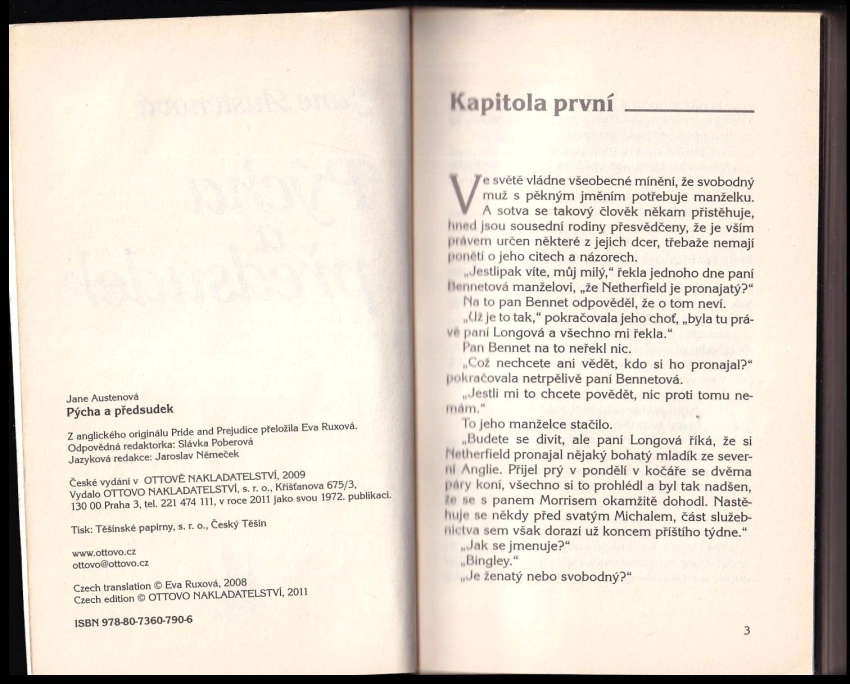 Jane Austenová
Pýcha a předsudek
Z anglického originálu Pride and Prejudice přeložila Eva Ruxová.
Odpovědná redaktorka: Slávka Poberová
Jazyková redakce: Jaroslav Němeček
České vydání v OTTOVĚ NAKLADATELSTVÍ, 2009
Vydalo OTTOVO NAKLADATELSTVÍ, s. r. o., Křišťanova 675/3,
130 00 Praha 3, tel. 221 474 111, v roce 2011 jako svou 1972. publikaci.
Tisk: Těšínské papírny, s. r. o., Český Těšín
www.ottovo.cz
ottovo@ottovo.cz
Czech translation © Eva Ruxová, 2008
Czech edition © OTTOVO NAKLADATELSTVÍ, 2011
ISBN 978-80-7360-790-6
Kapitola první
Ve světě vládne všeobecné mínění, že svobodný
muž s pěkným jměním potřebuje manželku.
A sotva se takový člověk někam přistěhuje,
hned jsou sousední rodiny přesvědčeny, že je vším
právem určen některé z jejich dcer, třebaže nemají
ponětí o jeho citech a názorech.
„Jestlipak víte, můj milý,“ řekla jednoho dne paní
Bennetová manželovi, „že Netherfield je pronajatý?“
Na to pan Bennet odpověděl, že o tom neví.
„Už je to tak,“ pokračovala jeho choť, „byla tu prá-
vě paní Longová a všechno mi řekla.“
Pan Bennet na to neřekl nic.
„Což nechcete ani vědět, kdo si ho pronajal?“
pokračovala netrpělivě paní Bennetová.
„Jestli mi to chcete povědět, nic proti tomu ne-
mám.“
To jeho manželce stačilo.
„Budete se divit, ale paní Longová říká, že si
Netherfield pronajal nějaký bohatý mladík ze sever-
ní Anglie. Přijel prý v pondělí v kočáře se dvěma
páry koní, všechno si to prohlédl a byl tak nadšen,
že se s panem Morrisem okamžitě dohodl. Nastě-
huje se někdy před svatým Michalem, část služeb-
nictva sem však dorazí už koncem příštího týdne.“
„Jak se jmenuje?“
„Bingley.“
„Je ženatý nebo svobodný?“
3